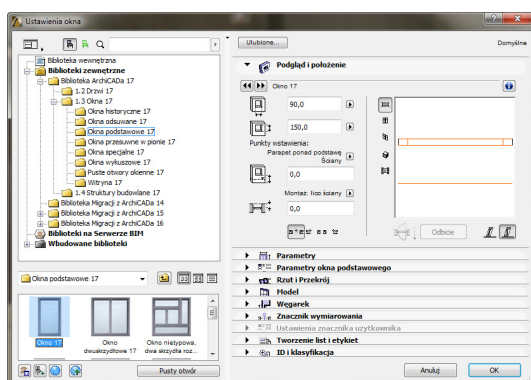 Ustawienia okna
Biblioteka wewnętrzna
Biblioteki zewnętrzne
Biblioteka ArchiCADa 17
1.2 Drzwi 17
1.3 Okna 17
Okna historyczne 17
Okna odsuwane 17
Okna podstawowe 17
Okna przesuwne w pionie 17
Okna specjalne 17
Okna wykuszowe 17
Puste otwory okienne 17
Witryna 17
1.4 Struktury budowlane 17
Biblioteka Migracji z ArchiCADa 14
Biblioteka Migracji z ArchiCADa 15
Biblioteka Migracji z ArchiCADa 16
Biblioteki na Serwerze BIM
Wbudowane biblioteki
Okna podstawowe 17
Okno 17
Okno dwuskrzydłowe 17
Okno nietypowa, dwa skrzydła roz...
Pusty otwór
Ulubione...
Domyślne
Podgląd i położenie
Okno 17
90,0
150,0
Punkty wstawienia:
Parapet ponad podstawę Ściany
0,0
Montaż: lico ściany
0,0
Odbicie
Parametry
Parametry okna podstawowego
Rzut i Przekrój
Model
Węgarek
Znacznik wymiarowania
Ustawienia znacznika użytkownika
Tworzenie list i etykiet
ID i klasyfikacja
Anuluj
OK